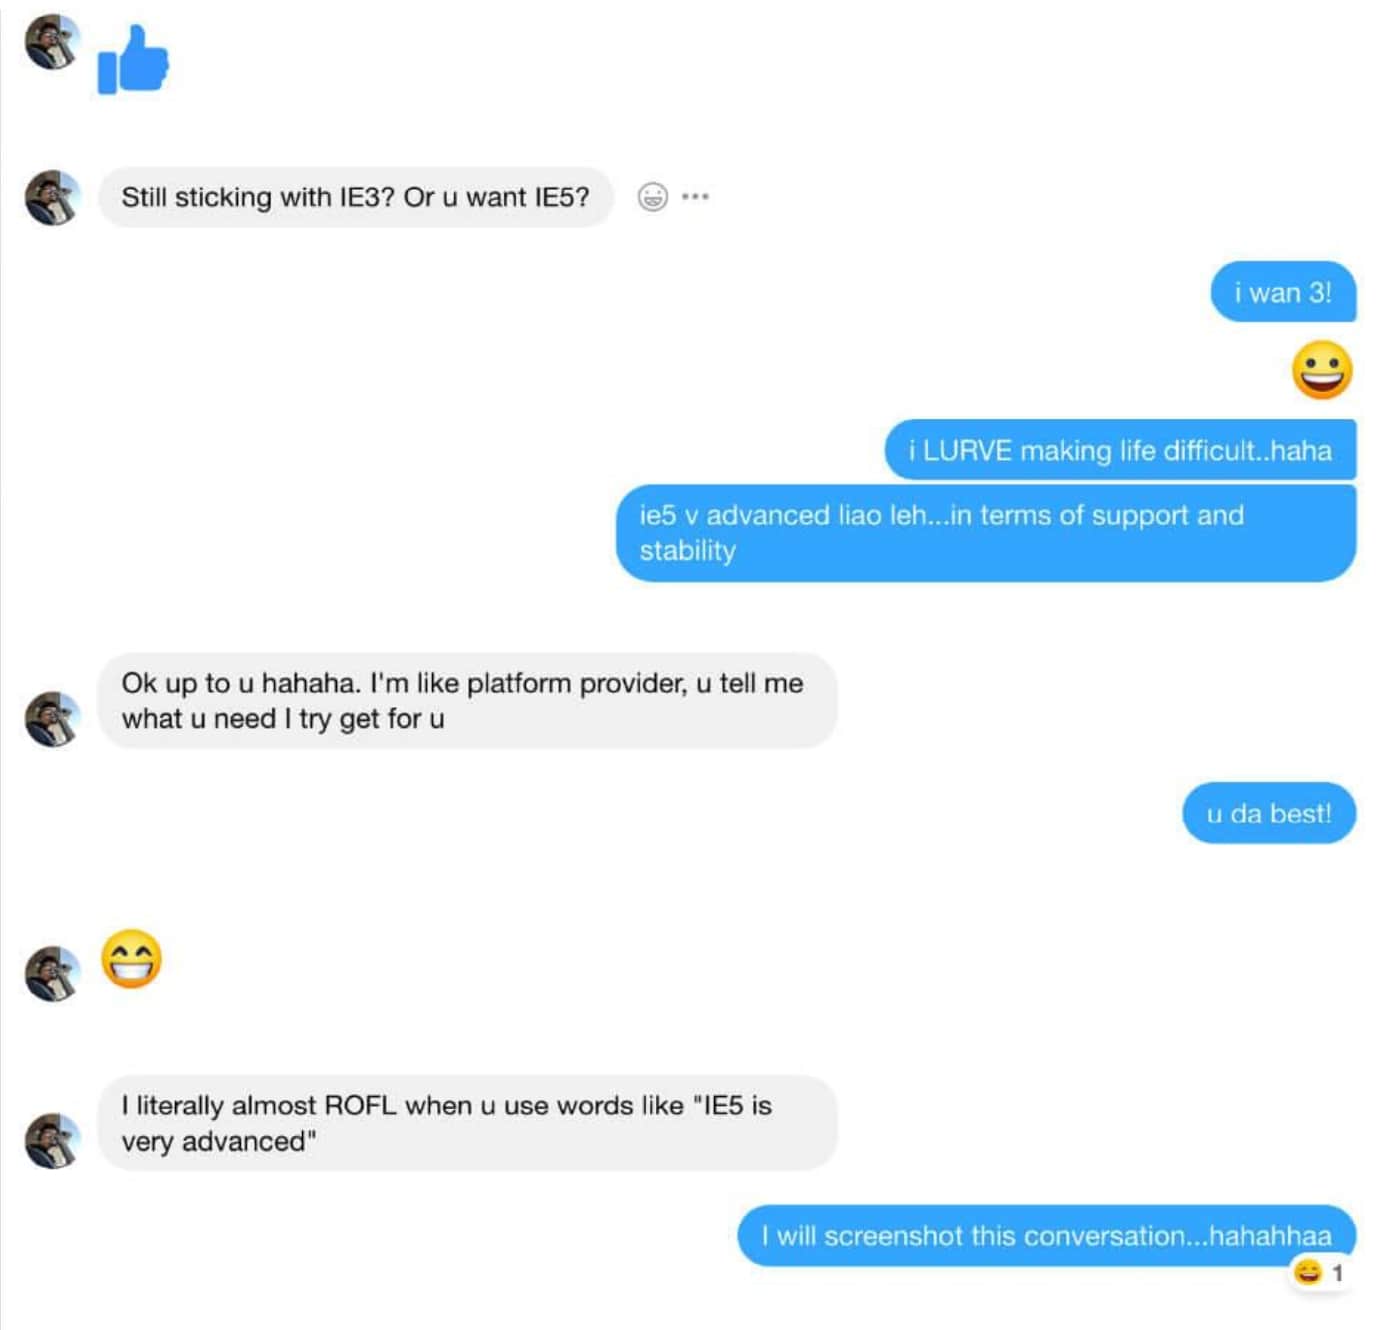 Still sticking with IE3? Or u want IE5?
i wan 3!
i LURVE making life difficult..haha
ie5 v advanced liao leh...in terms of support and
stability
Ok up to u hahaha. I'm like platform provider, u tell me
what u need I try get for u
u da best!
I literally almost ROFL when u use words like "IE5 is
very advanced"
I will screenshot this conversation...hahahhaa
1